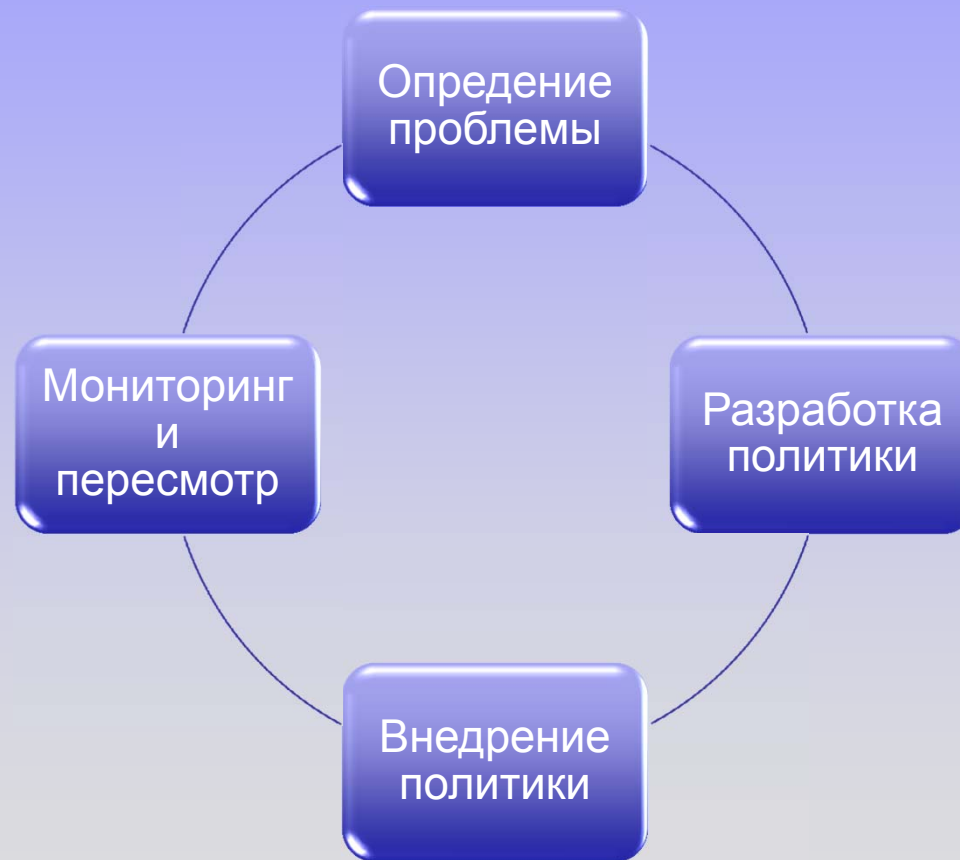 Опредение
проблемы
Мониторинг
и
пересмотр
Разработка
политики
Внедрение
политики